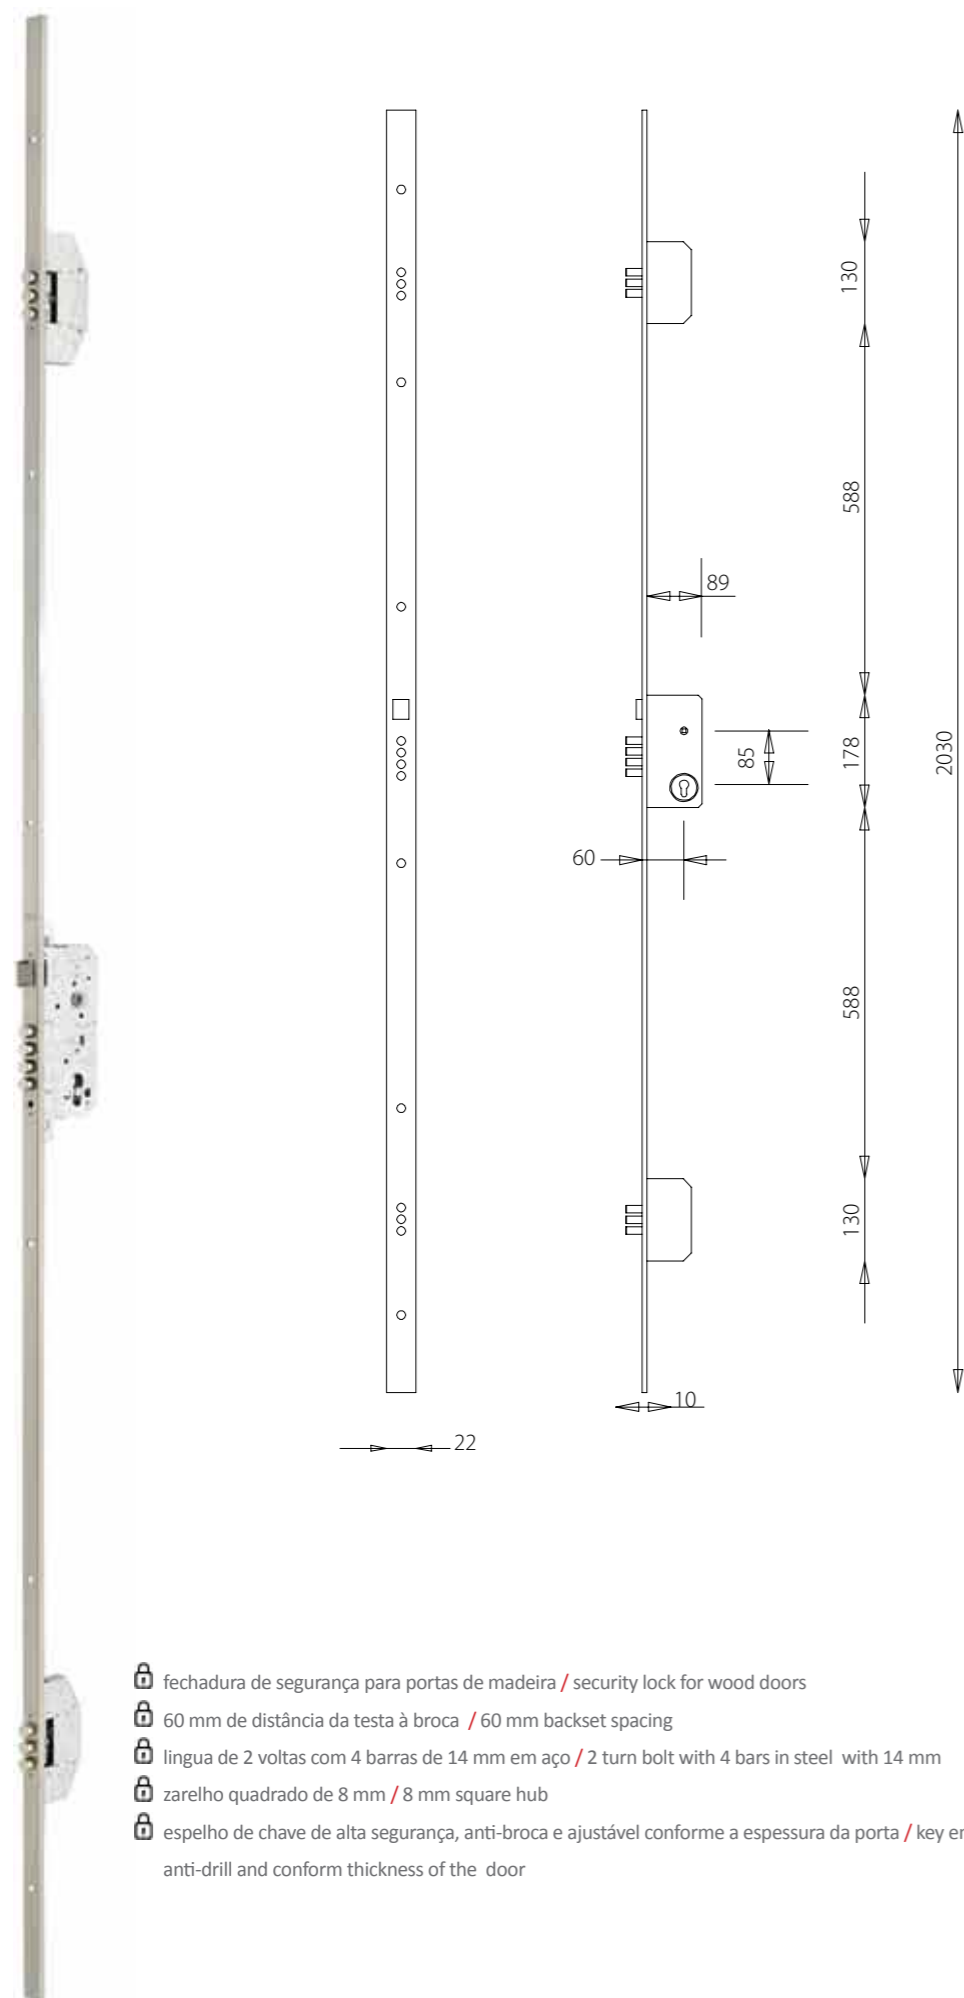 130
588
89
178
85
2030
60
588
130
10
22
fechadura de segurança para portas de madeira / security lock for wood doors
60 mm de distância da testa à broca / 60 mm backset spacing
lingua de 2 voltas com 4 barras de 14 mm em aço / 2 turn bolt with 4 bars in steel with 14 mm
zarelho quadrado de 8 mm / 8 mm square hub
espelho de chave de alta segurança, anti-broca e ajustável conforme a espessura da porta / key
anti-drill and conform thickness of the door